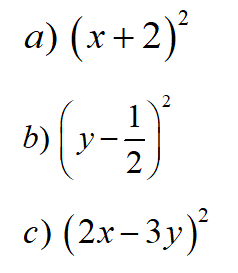 a) (x + 2)²
b) (y − 1/2)²
c) (2x − 3y)²